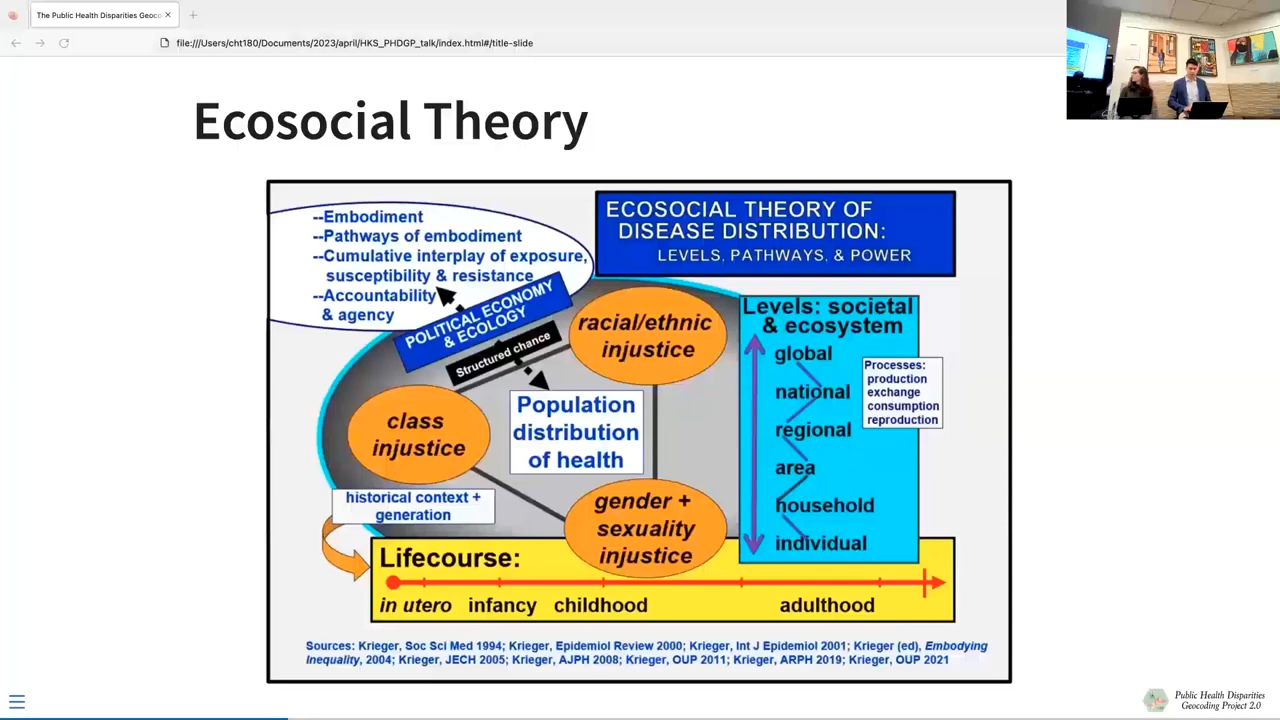 The Public Health Disparities Geoco
file:///Users/cht180/Documents/2023/april/HKS_PHDGP_talk/index.html#/title-slide
Ecosocial Theory
--Embodiment
--Pathways of embodiment
--Cumulative interplay of exposure,
susceptibility & resistance
--Accountability
& agency
ECOSOCIAL THEORY OF
DISEASE DISTRIBUTION:
LEVELS, PATHWAYS, & POWER
POLITICAL ECONOMY
& ECOLOGY
Structured chance
racial/ethnic
injustice
class
injustice
Population
distribution
of health
gender +
sexuality
injustice
historical context +
generation
Levels: societal
& ecosystem
global
national
regional
area
household
individual
Processes:
production
exchange
consumption
reproduction
Lifecourse:
in utero infancy childhood adulthood
Sources: Krieger, Soc Sci Med 1994; Krieger, Epidemiol Review 2000; Krieger, Int J Epidemiol 2001; Krieger (ed), Embodying
Inequality, 2004; Krieger, JECH 2005; Krieger, AJPH 2008; Krieger, OUP 2011; Krieger, ARPH 2019; Krieger, OUP 2021
Public Health Disparities
Geocoding Project 2.0